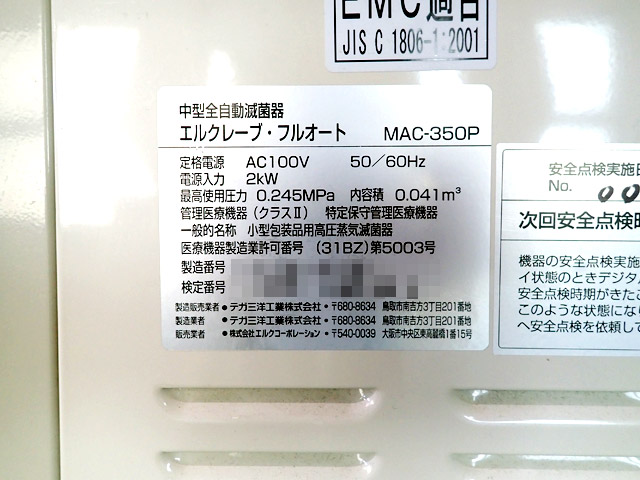 EMC適合
JIS C 1806-1:2001
中型全自動滅菌器
エルクレーブ・フルオート MAC-350P
定格電源 AC100V 50/60Hz
電源入力 2kW
最高使用圧力 0.245MPa 内容積 0.041m³
管理医療機器(クラスⅡ) 特定保守管理医療機器
一般的名称 小型包装品用高圧蒸気滅菌器
医療機器製造業許可番号 (31BZ)第5003号
製造番号
検定番号
製造販売業者 ●テガ三洋工業株式会社・〒680-8634 鳥取市南吉方3丁目201番地
製造業者 ●テガ三洋工業株式会社・〒680-8634 鳥取市南吉方3丁目201番地
販売業者 ●株式会社エルクコーポレーション・〒540-0039 大阪市中央区東高麗橋1番15号
安全点検実施日
No. 00
次回安全点検時
機器の安全点検実施
イ状態のときデジタル
安全点検時期がきたこ
このような状態になり
へ安全点検を依頼して